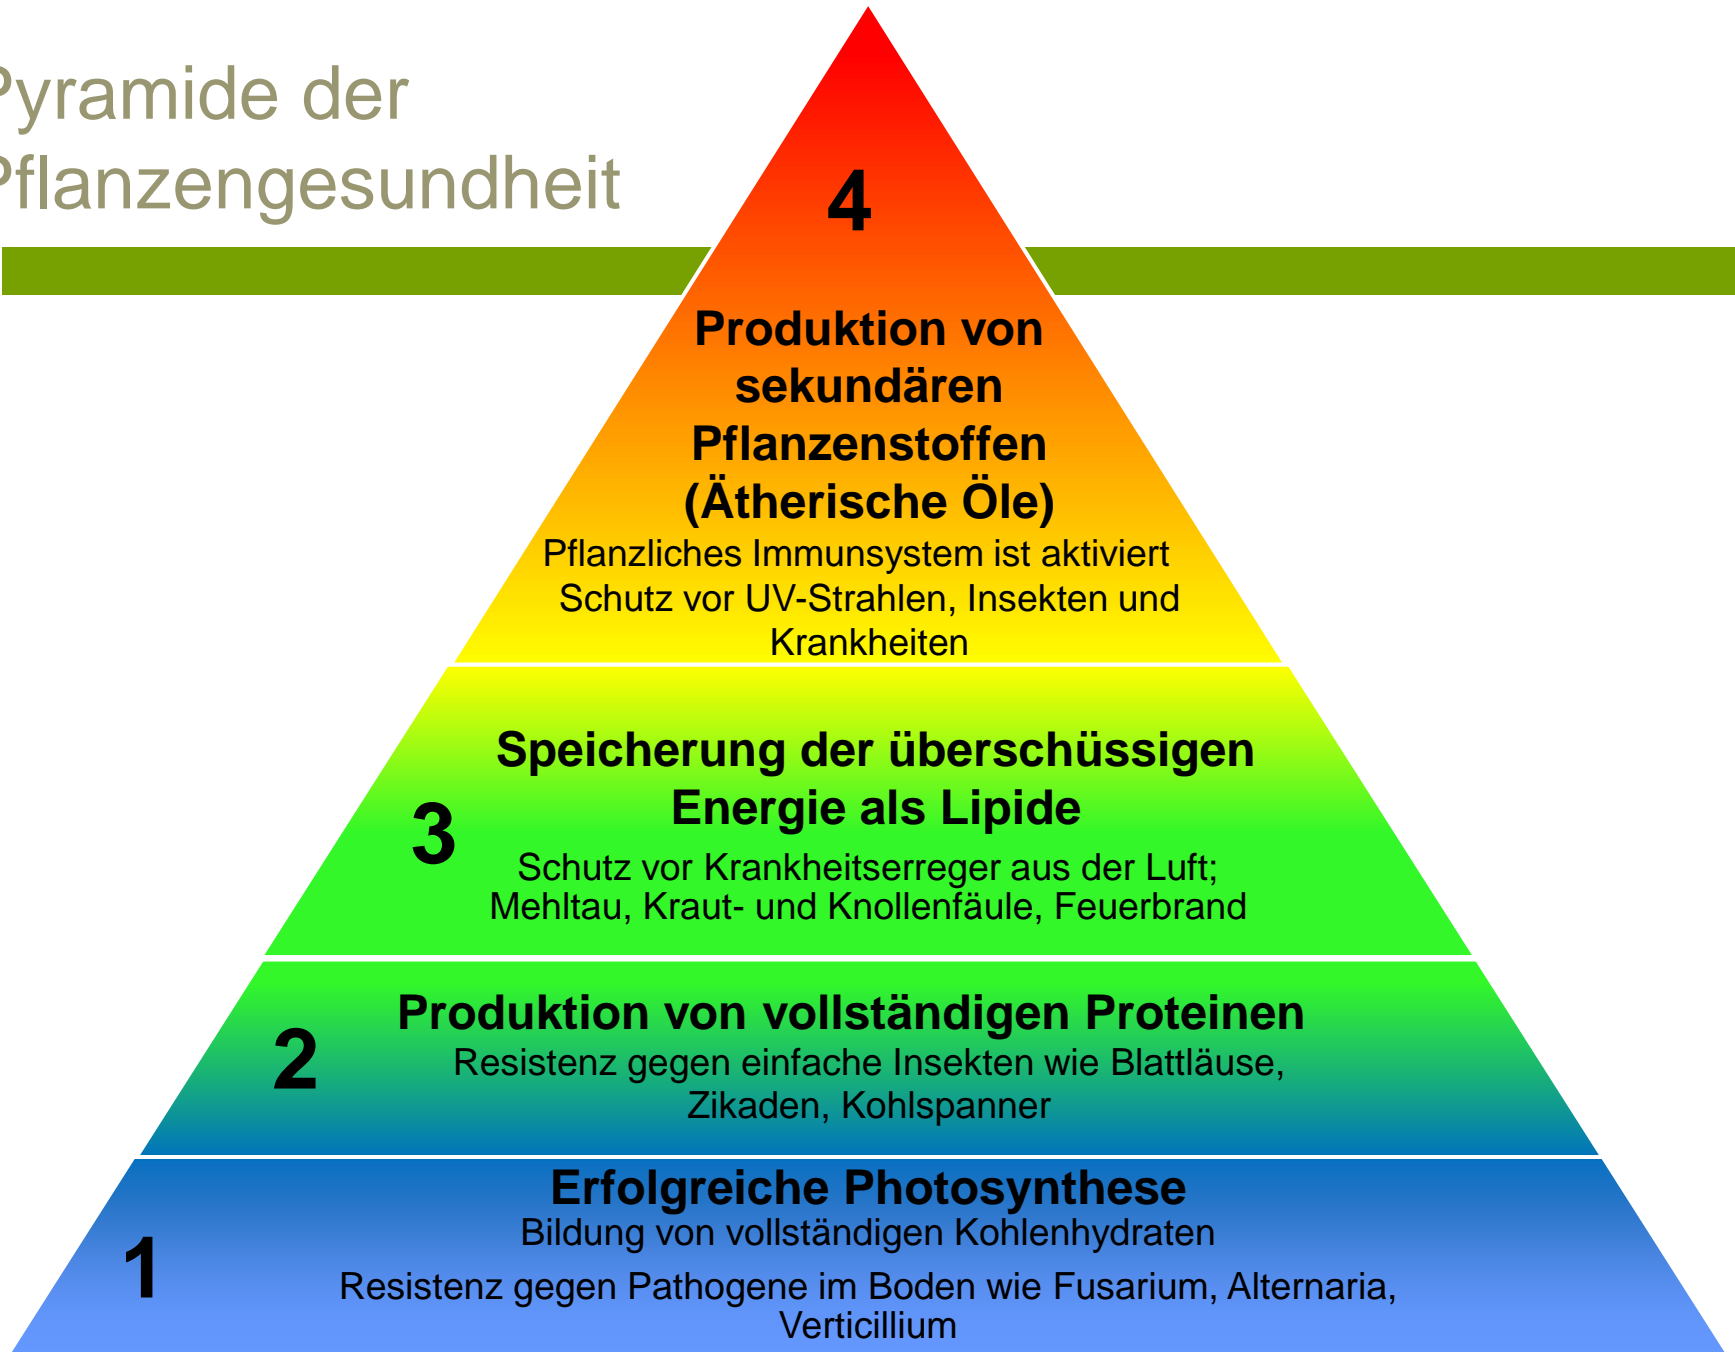 Pyramide der
Pflanzengesundheit
4
Produktion von
sekundären
Pflanzenstoffen
(Ätherische Öle)
Pflanzliches Immunsystem ist aktiviert
Schutz vor UV-Strahlen, Insekten und
Krankheiten
3
Speicherung der überschüssigen
Energie als Lipide
Schutz vor Krankheitserreger aus der Luft;
Mehltau, Kraut- und Knollenfäule, Feuerbrand
2
Produktion von vollständigen Proteinen
Resistenz gegen einfache Insekten wie Blattläuse,
Zikaden, Kohlspanner
1
Erfolgreiche Photosynthese
Bildung von vollständigen Kohlenhydraten
Resistenz gegen Pathogene im Boden wie Fusarium, Alternaria,
Verticillium